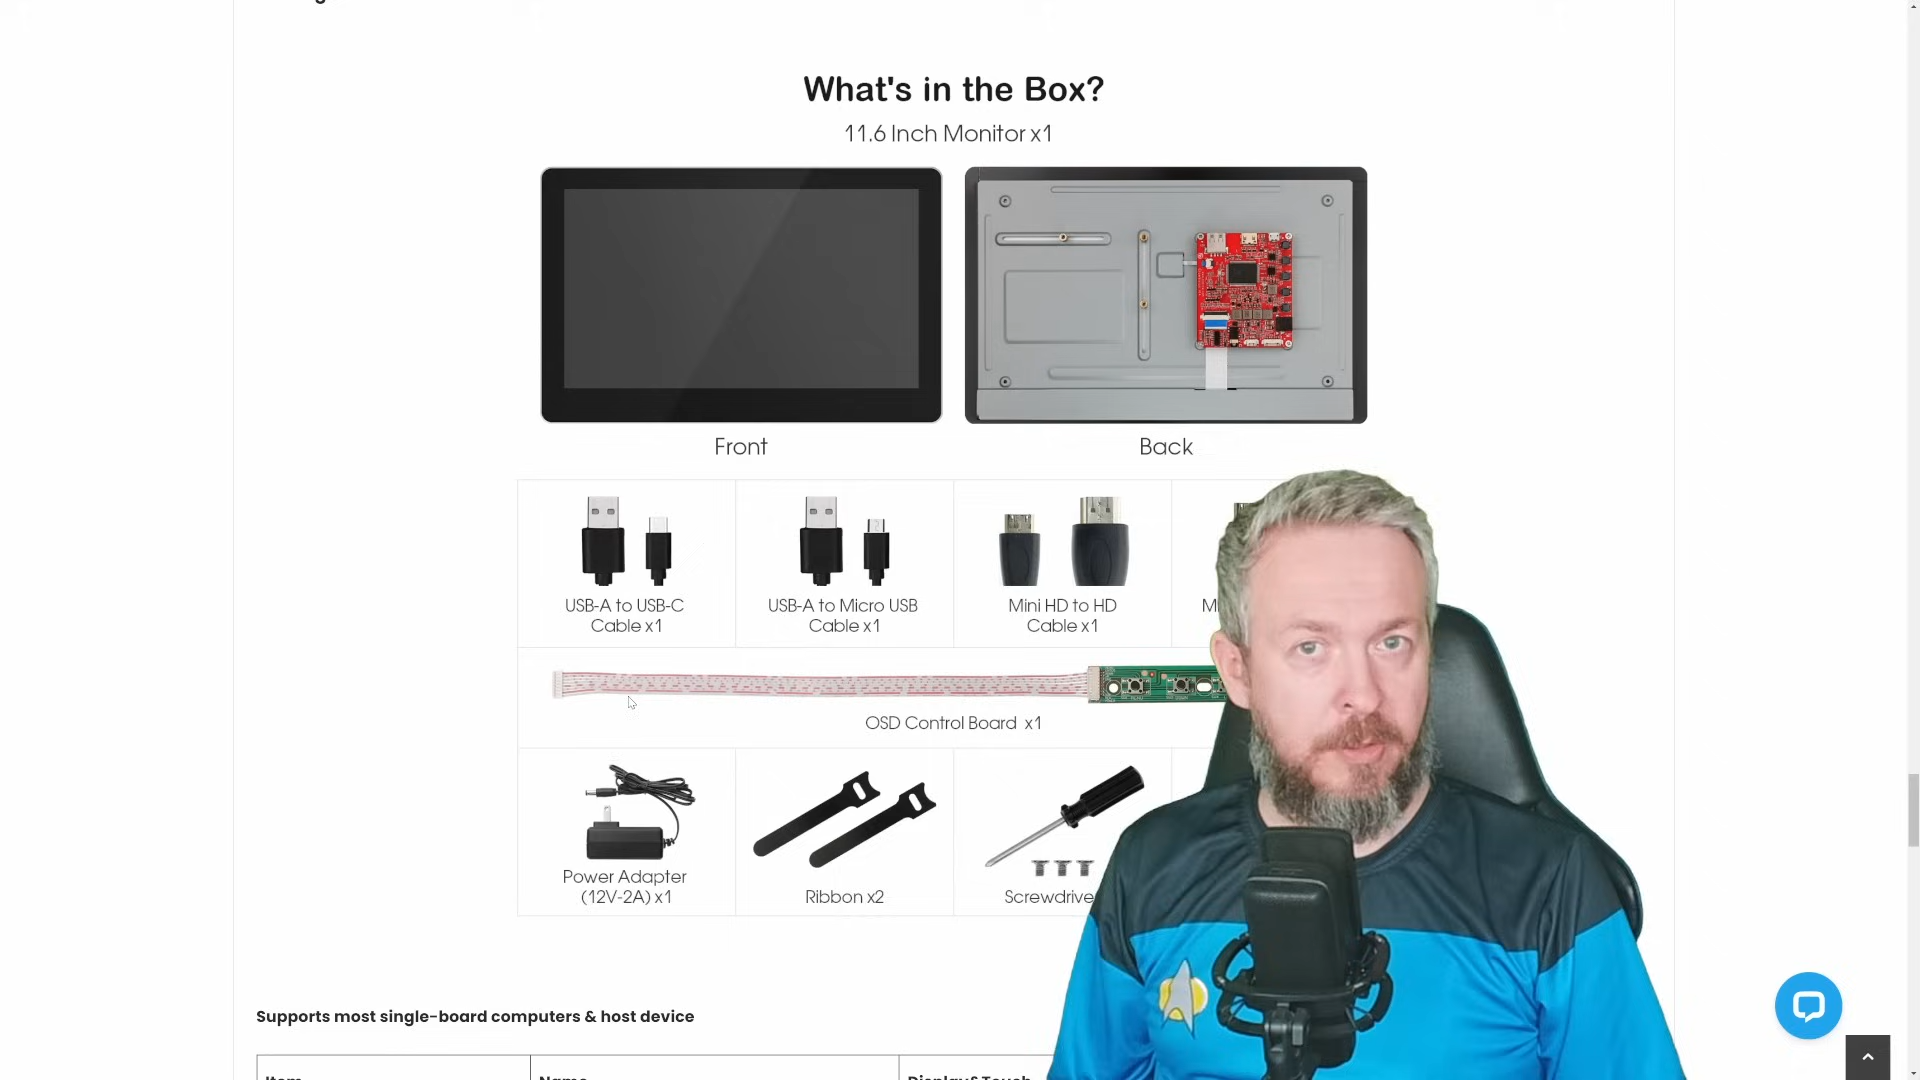 What's in the Box?
11.6 Inch Monitor x1
Front
Back
USB-A to USB-C
Cable x1
USB-A to Micro USB
Cable x1
Mini HD to HD
Cable x1
OSD Control Board x1
Power Adapter
(12V-2A) x1
Ribbon x2
Supports most single-board computers & host device
Item
Name